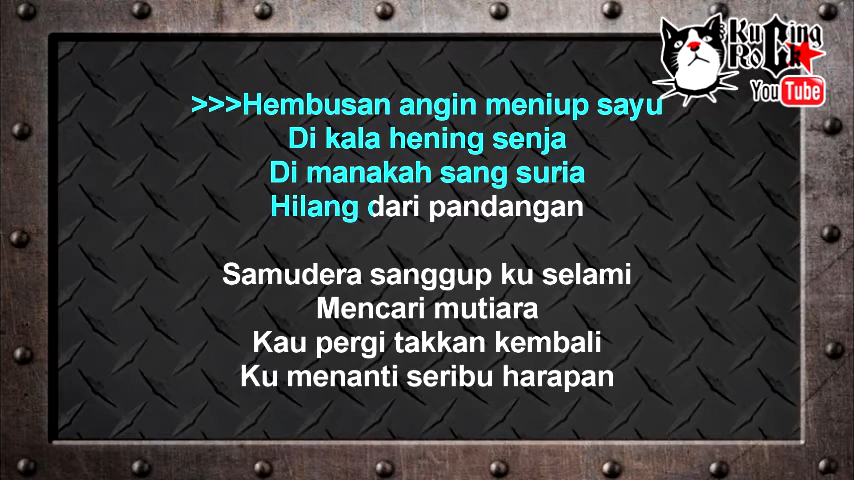 Kucing
Rock
YouTube
>>>Hembusan angin meniup sayu
Di kala hening senja
Di manakah sang suria
Hilang dari pandangan
Samudera sanggup ku selami
Mencari mutiara
Kau pergi takkan kembali
Ku menanti seribu harapan